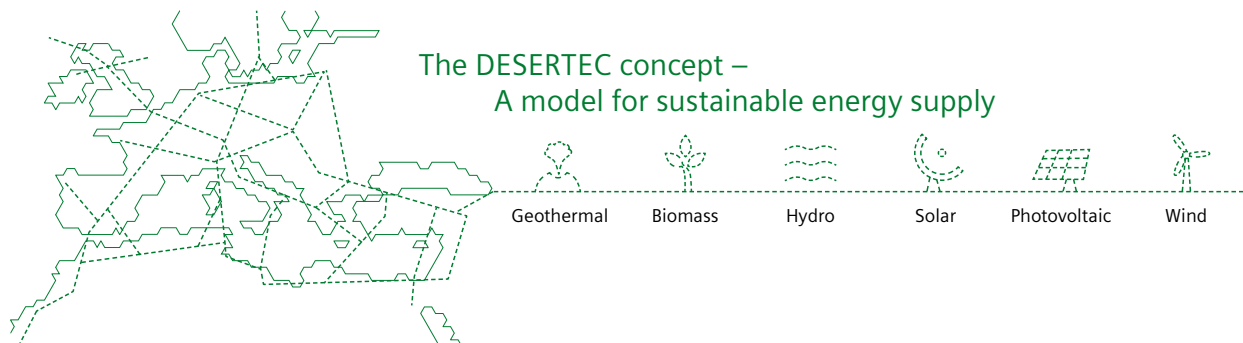 The DESERTEC concept –
A model for sustainable energy supply
Geothermal Biomass Hydro Solar Photovoltaic Wind